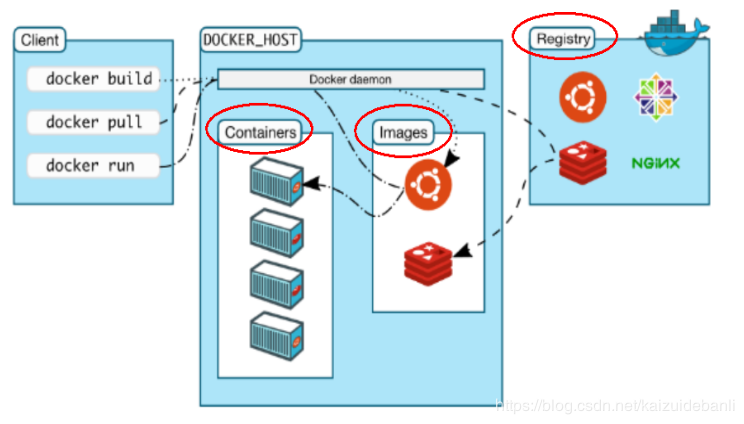 Client
DOCKER_HOST
Registry
docker build
Docker daemon
docker pull
Containers
Images
docker run
NGINX
https://blog.csdn.net/kaizuidebanli